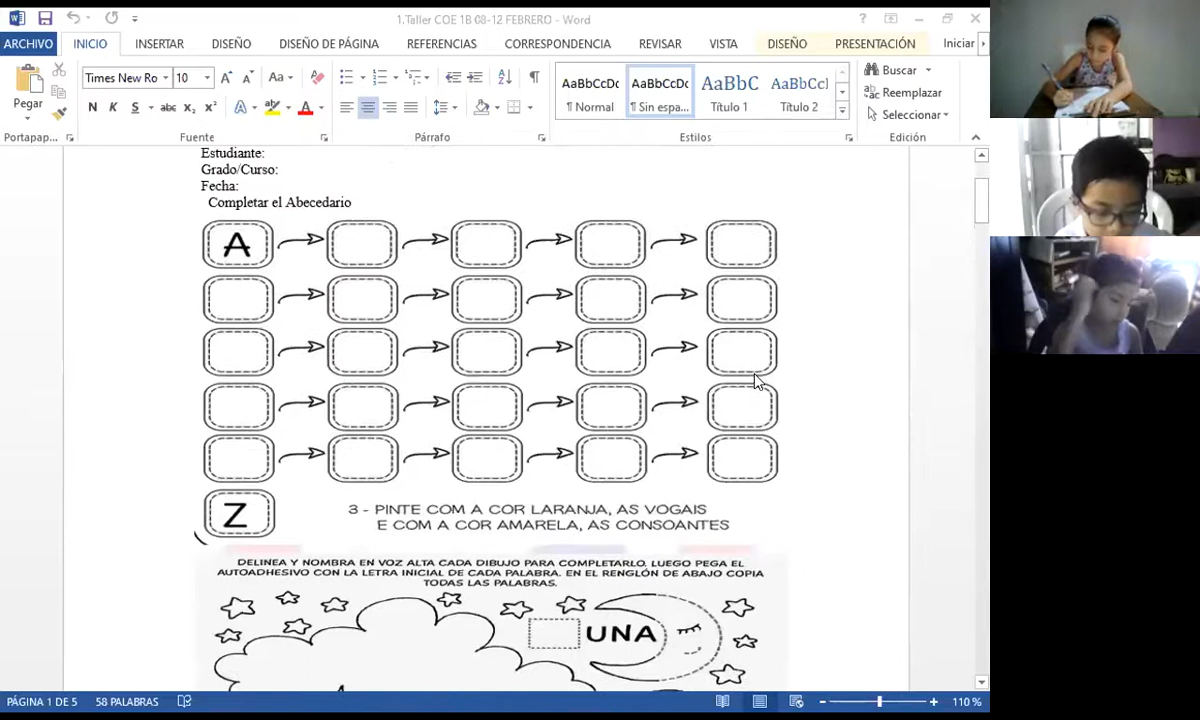 1.Taller COE 1B 08-12 FEBRERO - Word
ARCHIVO INICIO INSERTAR DISEÑO DISEÑO DE PÁGINA REFERENCIAS CORRESPONDENCIA REVISAR VISTA DISEÑO PRESENTACIÓN Iniciar
Pegar
Times New Ro 10
N K S abc x₂ x²
AaBbCcDc AaBbCcDc AaBbC AaBbCcl
¶ Normal ¶ Sin espa... Título 1 Título 2
Buscar
Reemplazar
Seleccionar
Portapap... Fuente Párrafo Estilos Edición
Estudiante:
Grado/Curso:
Fecha:
Completar el Abecedario
A
Z
3 - PINTE COM A COR LARANJA, AS VOGAIS
E COM A COR AMARELA, AS CONSOANTES
DELINEA Y NOMBRA EN VOZ ALTA CADA DIBUJO PARA COMPLETARLO. LUEGO PEGA EL
AUTOADHESIVO CON LA LETRA INICIAL DE CADA PALABRA. EN EL RENGLÓN DE ABAJO COPIA
TODAS LAS PALABRAS.
UNA
PÁGINA 1 DE 5 58 PALABRAS 110 %